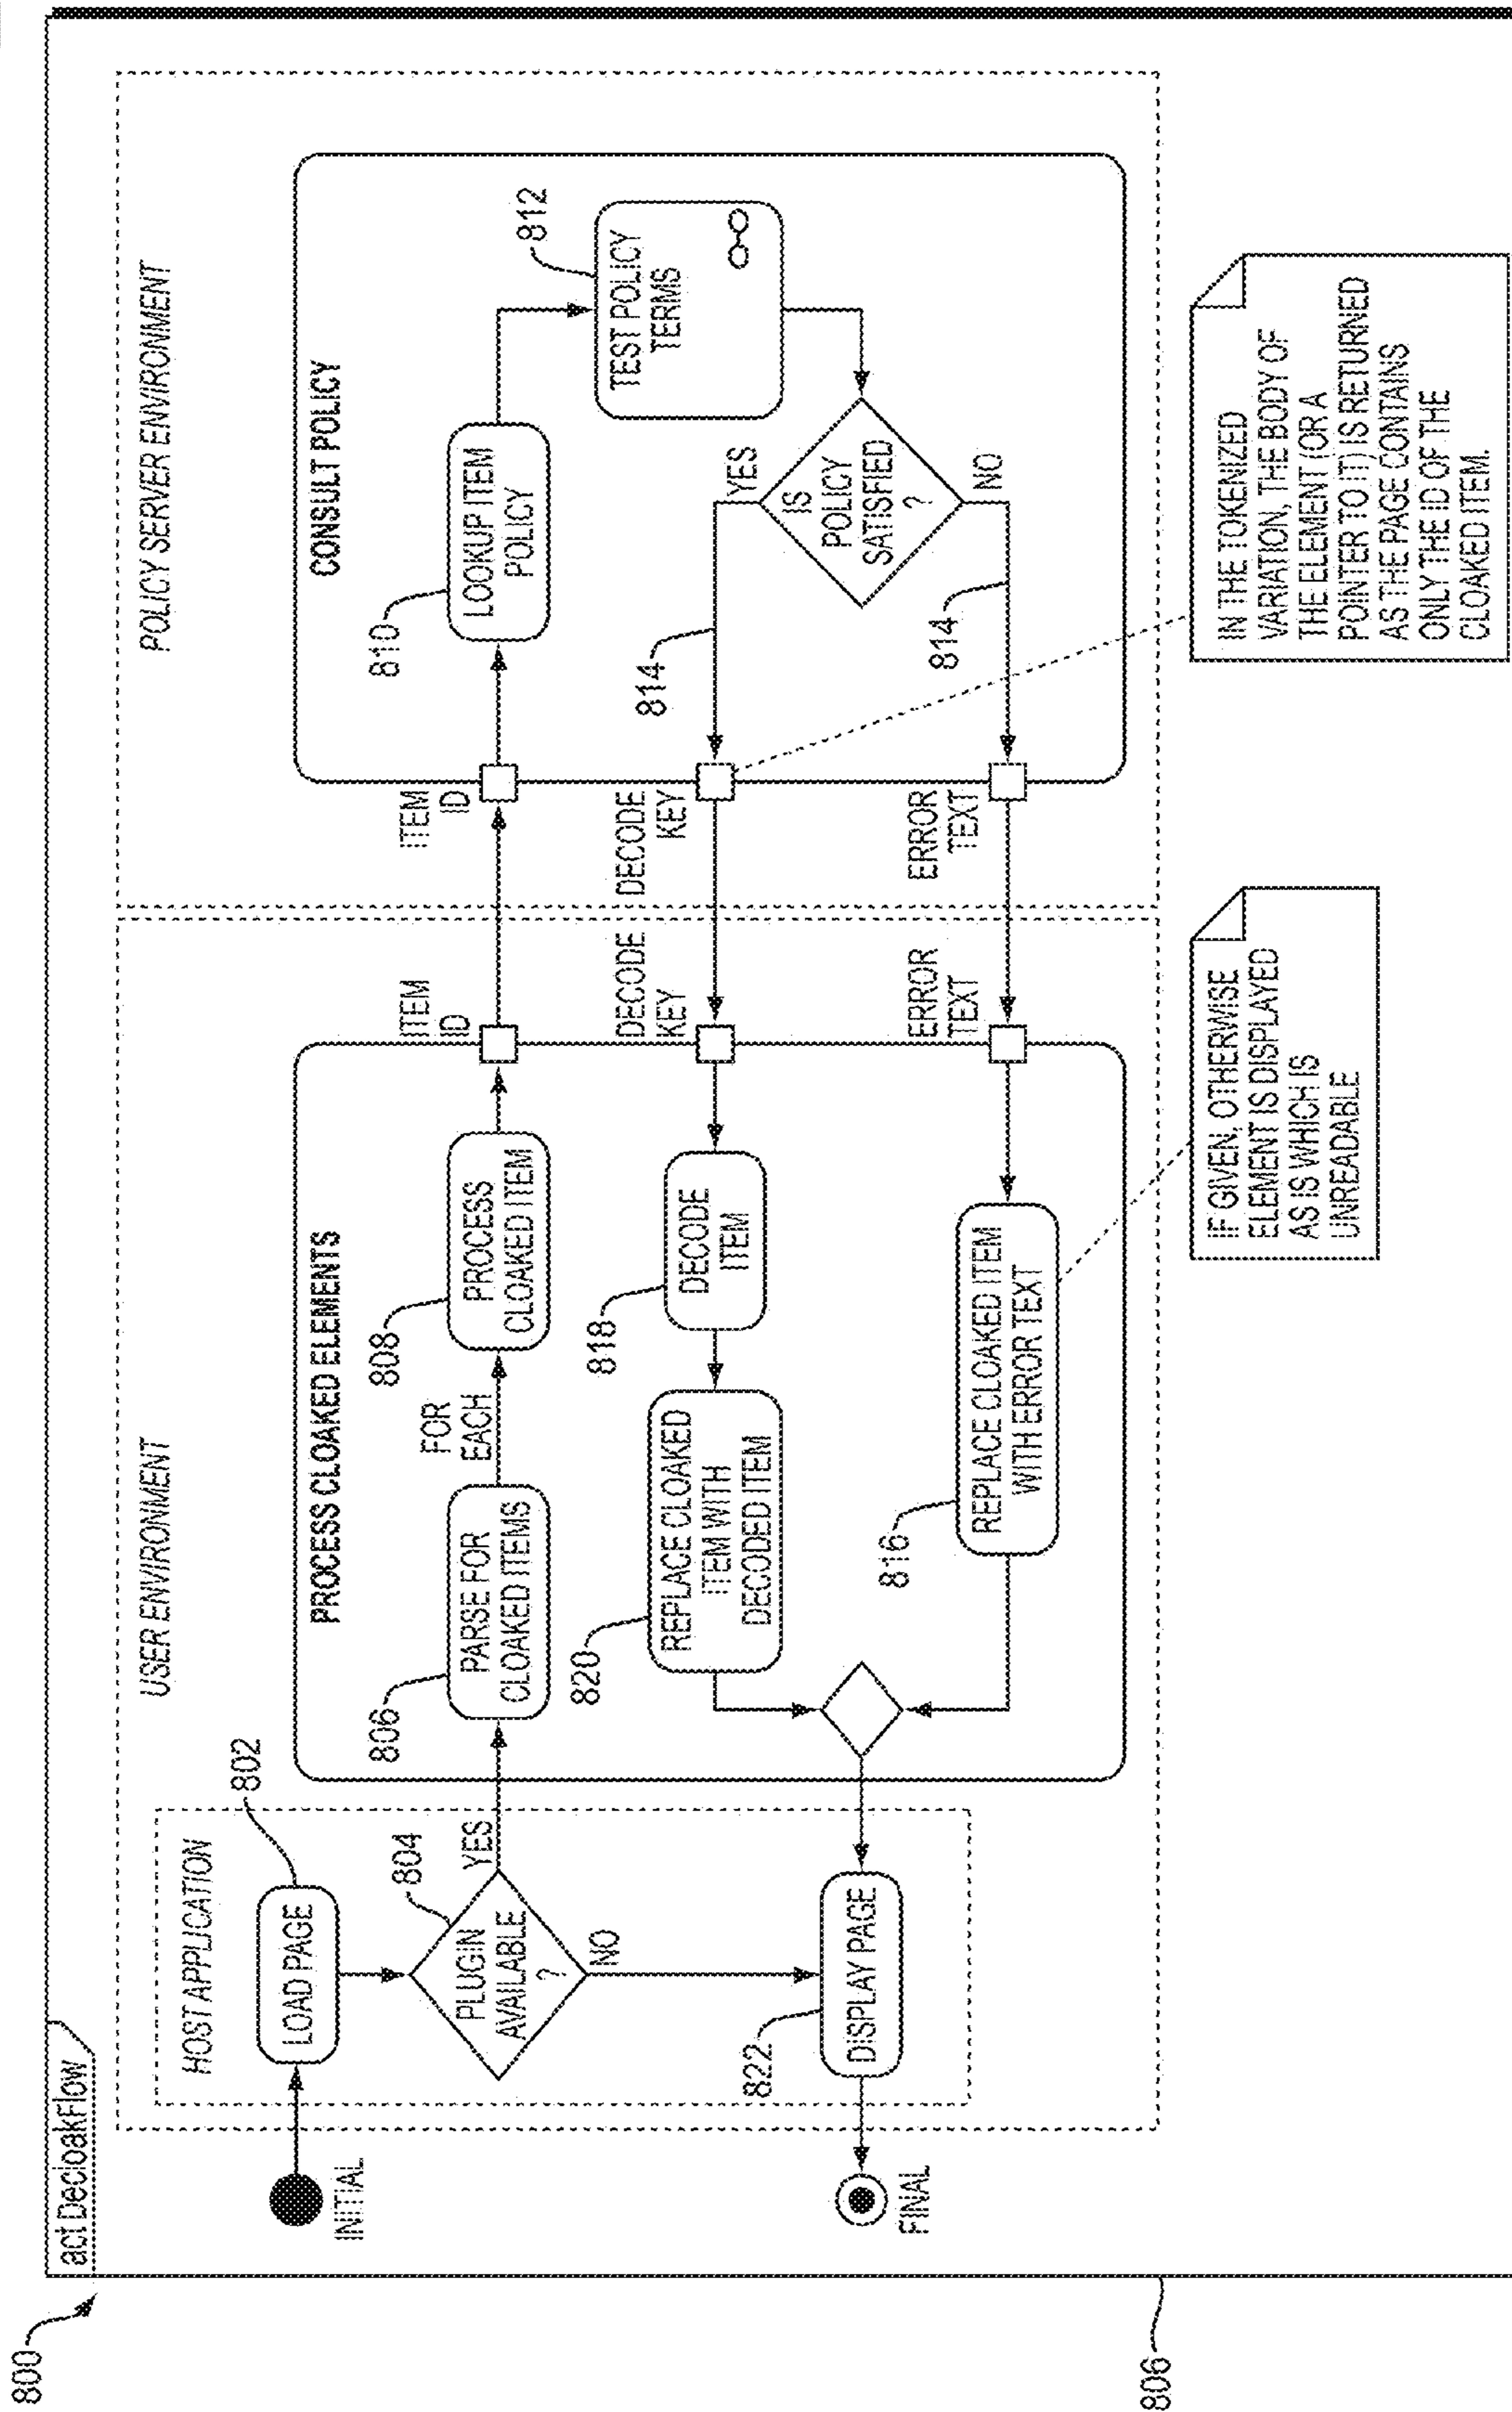 800
act DecloakFlow
INITIAL
FINAL
USER ENVIRONMENT
HOST APPLICATION
802
LOAD PAGE
804
PLUGIN
AVAILABLE
?
YES
NO
822
DISPLAY PAGE
PROCESS CLOAKED ELEMENTS
806
PARSE FOR
CLOAKED ITEMS
FOR
EACH
808
PROCESS
CLOAKED ITEM
ITEM
ID
818
DECODE
ITEM
DECODE
KEY
820
REPLACE CLOAKED
ITEM WITH
DECODED ITEM
816
REPLACE CLOAKED ITEM
WITH ERROR TEXT
ERROR
TEXT
POLICY SERVER ENVIRONMENT
CONSULT POLICY
ITEM
ID
810
LOOKUP ITEM
POLICY
812
TEST POLICY
TERMS
DECODE
KEY
814
YES
IS
POLICY
SATISFIED
?
NO
814
ERROR
TEXT
806
IF GIVEN, OTHERWISE
ELEMENT IS DISPLAYED
AS IS WHICH IS
UNREADABLE
IN THE TOKENIZED
VARIATION, THE BODY OF
THE ELEMENT (OR A
POINTER TO IT) IS RETURNED
AS THE PAGE CONTAINS
ONLY THE ID OF THE
CLOAKED ITEM.